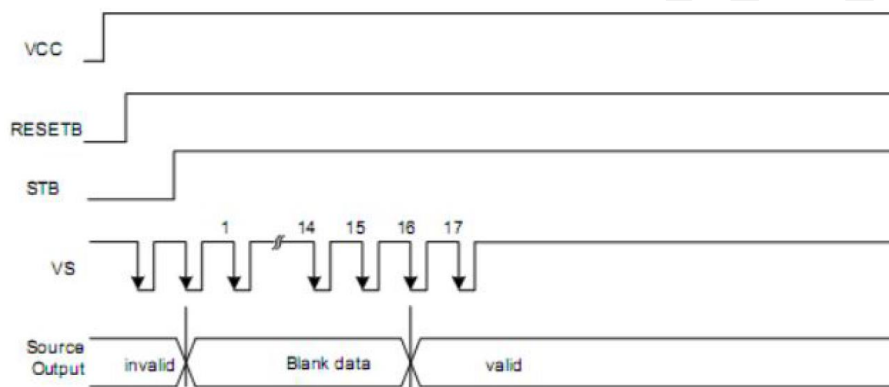 VCC
RESETB
STB
1 14 15 16 17
VS
Source
Output
invalid Blank data valid